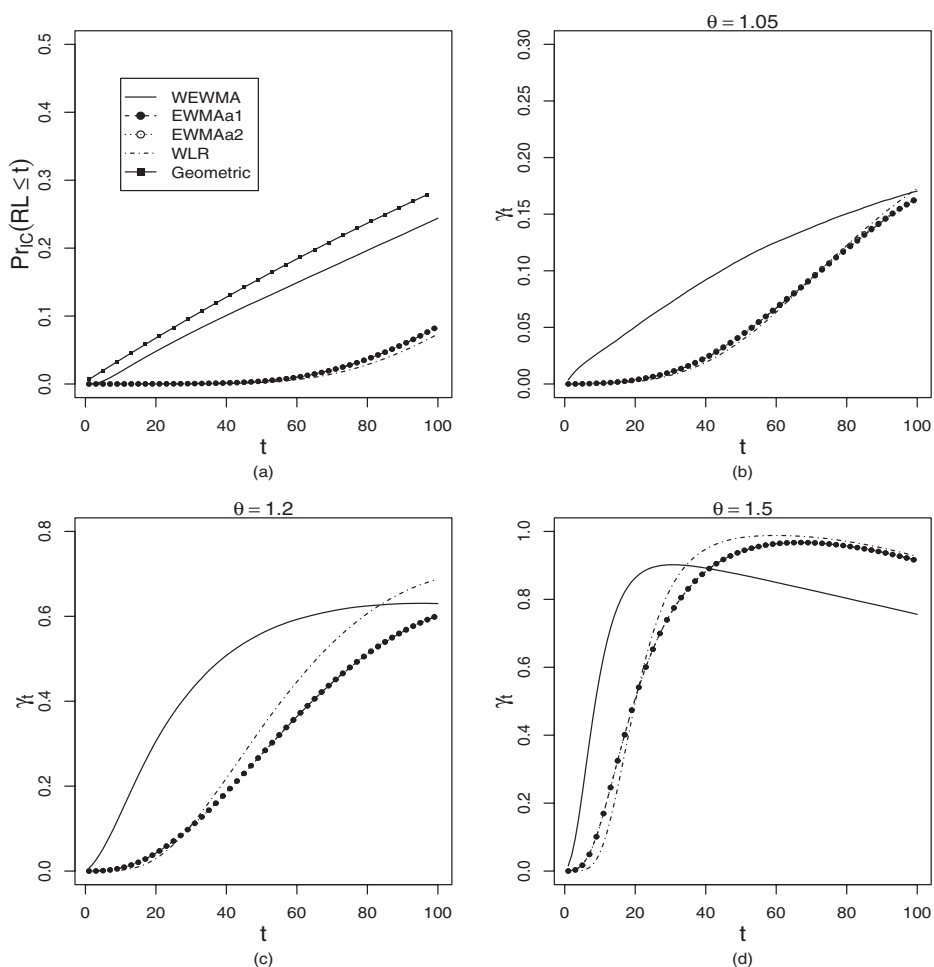 0.5
0.4
0.3
0.2
0.1
0.0
Pr_IC(RL ≤ t)
WEWMA
EWMAa1
EWMAa2
WLR
Geometric
0 20 40 60 80 100
t
(a)
θ = 1.05
0.30
0.25
0.20
0.15
0.10
0.05
0.00
γt
0 20 40 60 80 100
t
(b)
θ = 1.2
0.8
0.6
0.4
0.2
0.0
γt
0 20 40 60 80 100
t
(c)
θ = 1.5
1.0
0.8
0.6
0.4
0.2
0.0
γt
0 20 40 60 80 100
t
(d)